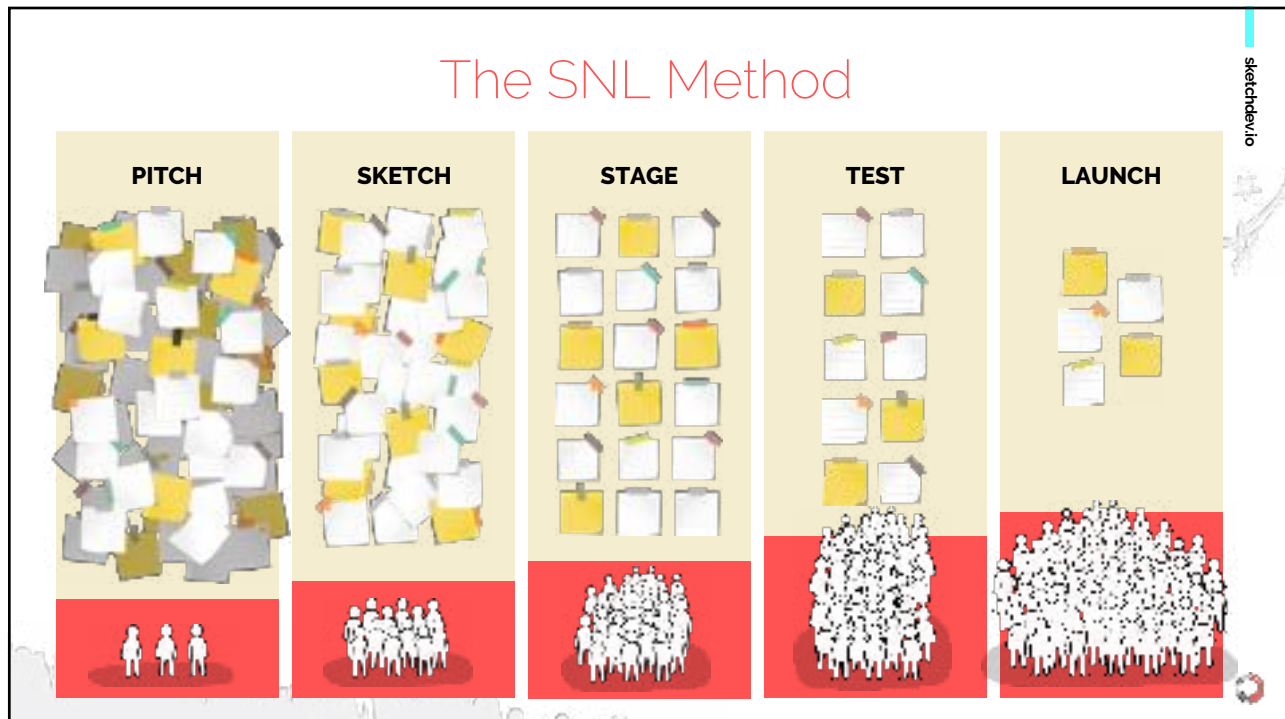 The SNL Method
sketchdev.io
PITCH
SKETCH
STAGE
TEST
LAUNCH